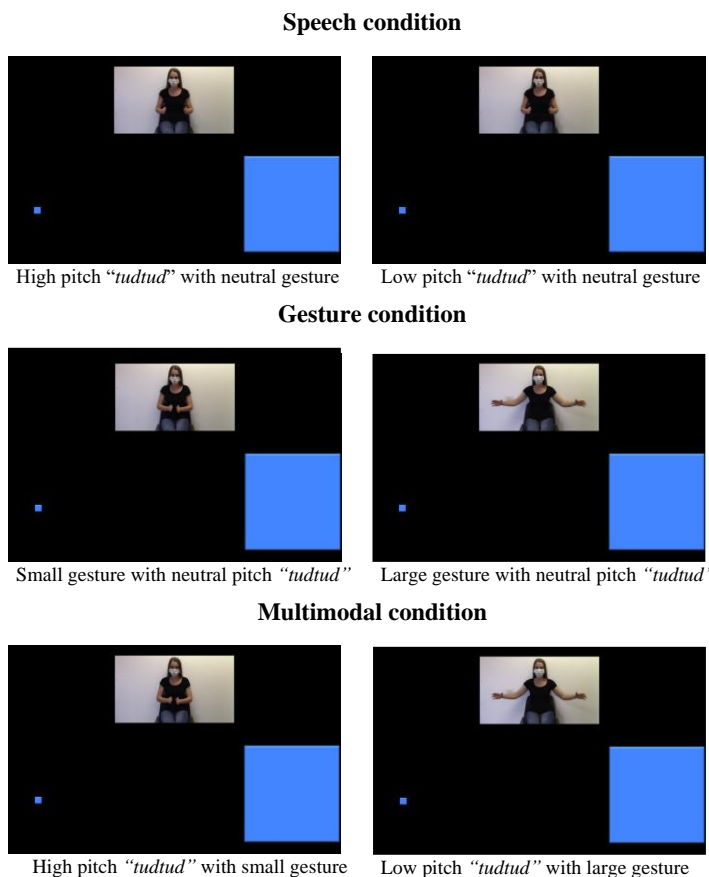 Speech condition
High pitch “tudtud” with neutral gesture
Low pitch “tudtud” with neutral gesture
Gesture condition
Small gesture with neutral pitch “tudtud”
Large gesture with neutral pitch “tudtud’
Multimodal condition
High pitch “tudtud” with small gesture
Low pitch “tudtud” with large gesture